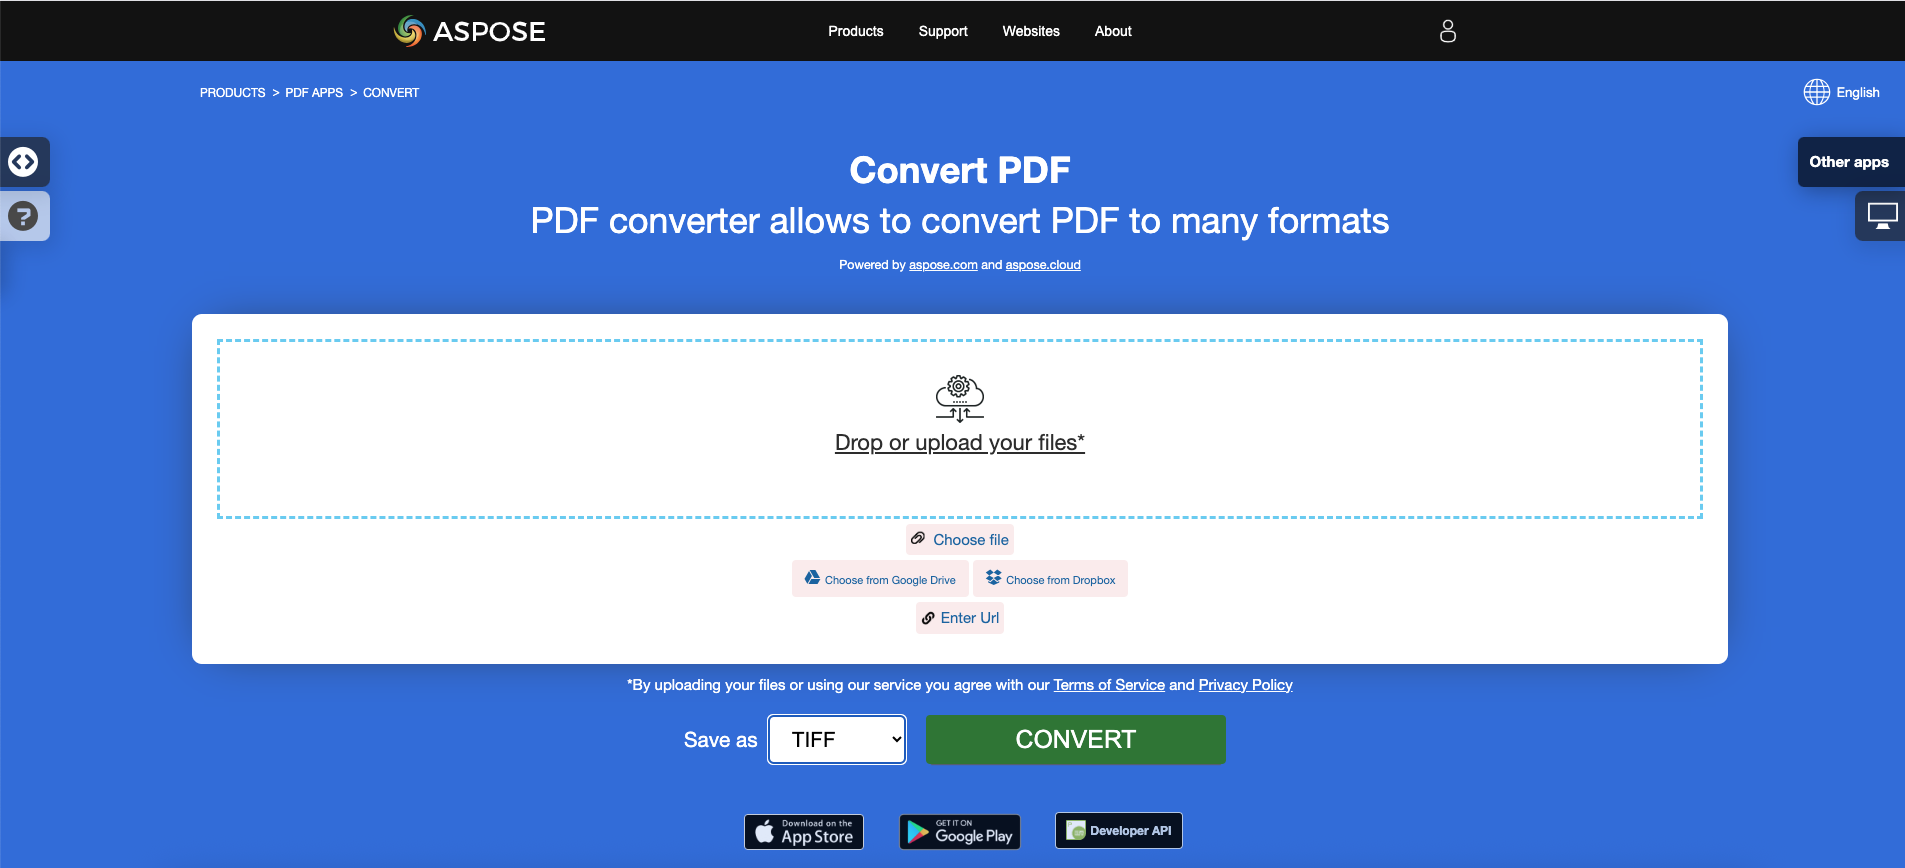 ASPOSE
Products Support Websites About
PRODUCTS > PDF APPS > CONVERT
English
Other apps
Convert PDF
PDF converter allows to convert PDF to many formats
Powered by aspose.com and aspose.cloud
Drop or upload your files*
Choose file
Choose from Google Drive
Choose from Dropbox
Enter Url
*By uploading your files or using our service you agree with our Terms of Service and Privacy Policy
Save as
TIFF
CONVERT
Download on the
App Store
GET IT ON
Google Play
Developer API